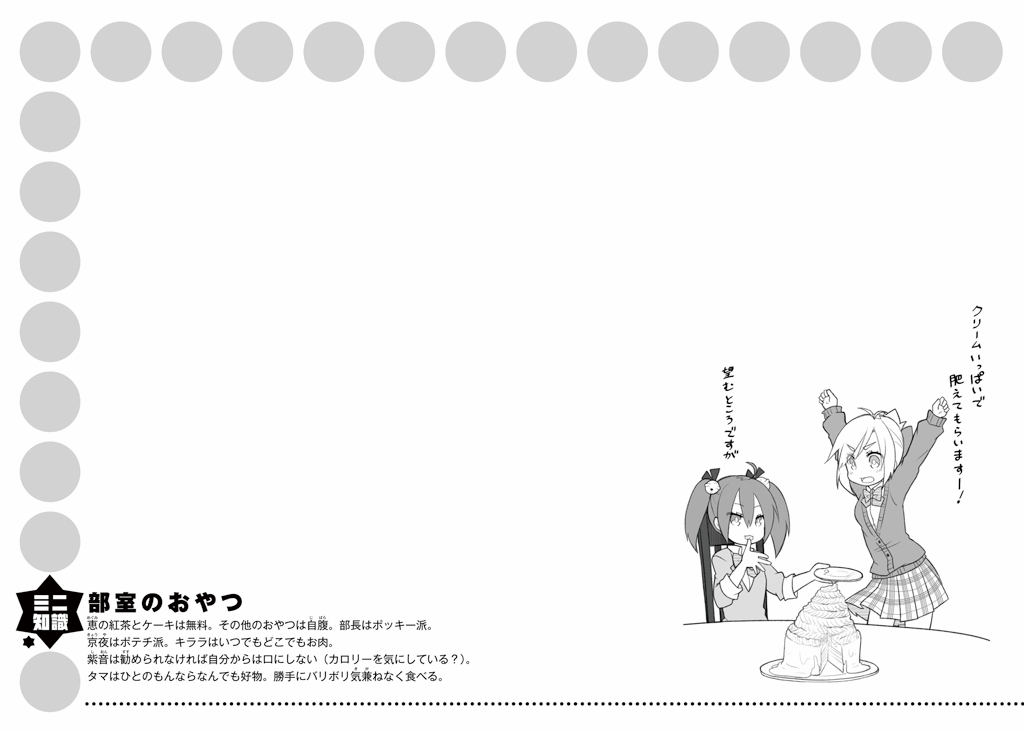 クリームいっぱいで
肥えてもらいますー!
望むところですが
ミニ
知識
部室のおやつ
恵の紅茶とケーキは無料。その他のおやつは自腹。部長はポッキー派。
京夜はポテチ派。キララはいつでもどこでもお肉。
紫音は勧められなければ自分からは口にしない（カロリーを気にしている？）。
タマはひとのもんならなんでも好物。勝手にバリボリ気兼ねなく食べる。